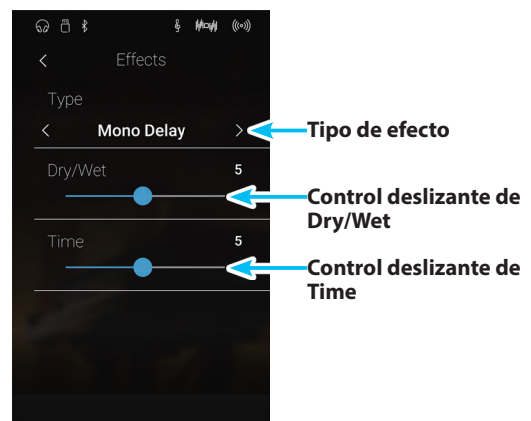 Effects
Type
Mono Delay
Tipo de efecto
Dry/Wet 5
Control deslizante de
Dry/Wet
Time 5
Control deslizante de
Time